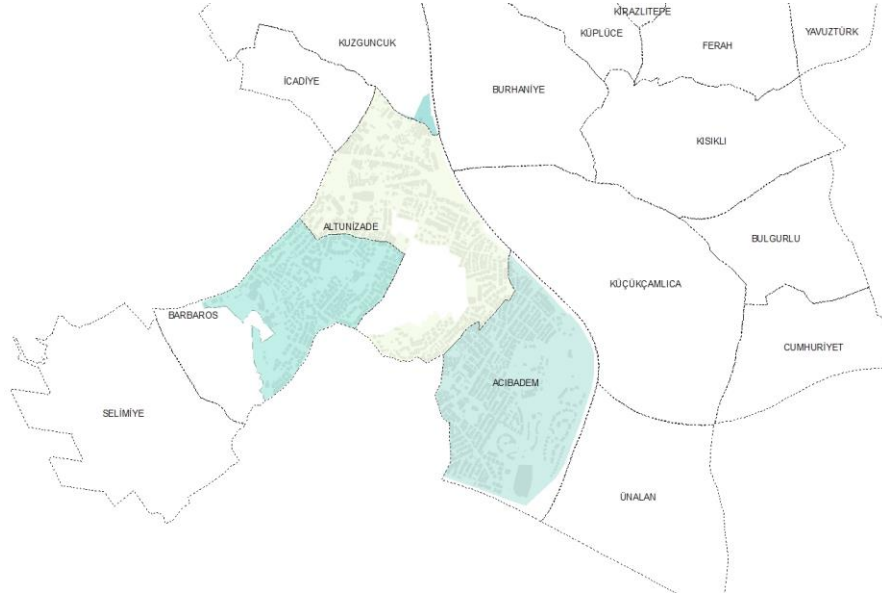 KİRAZLITEPE
KUZGUNCUK
KÜPLÜCE
FERAH
YAVUZTÜRK
İCADİYE
BURHANİYE
KISIKLI
ALTUNİZADE
BULGURLU
KÜÇÜKÇAMLICA
BARBAROS
CUMHURİYET
ACIBADEM
SELİMİYE
ÜNALAN